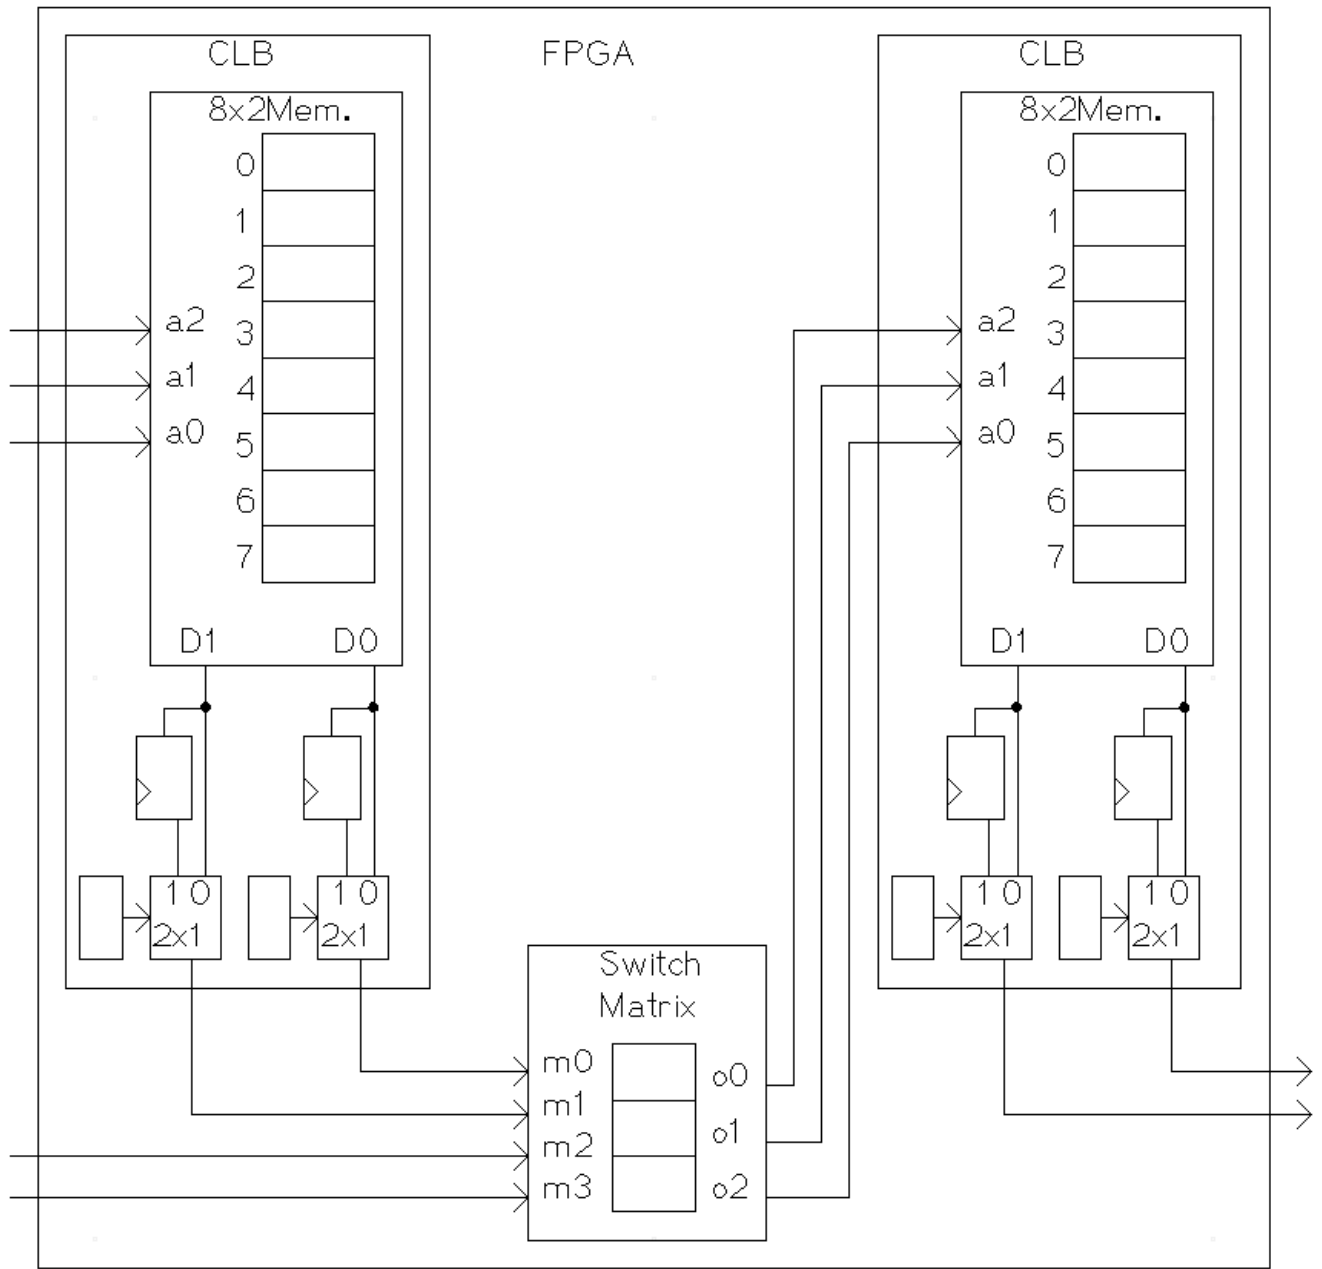 CLB FPGA CLB
8x2Mem. 8x2Mem.
0 0
1 1
2 2
a2 3 a2 3
a1 4 a1 4
a0 5 a0 5
6 6
7 7
D1 D0 D1 D0
1 0 1 0 1 0 1 0
2x1 2x1 2x1 2x1
Switch
Matrix
m0 o0
m1 o1
m2
m3 o2